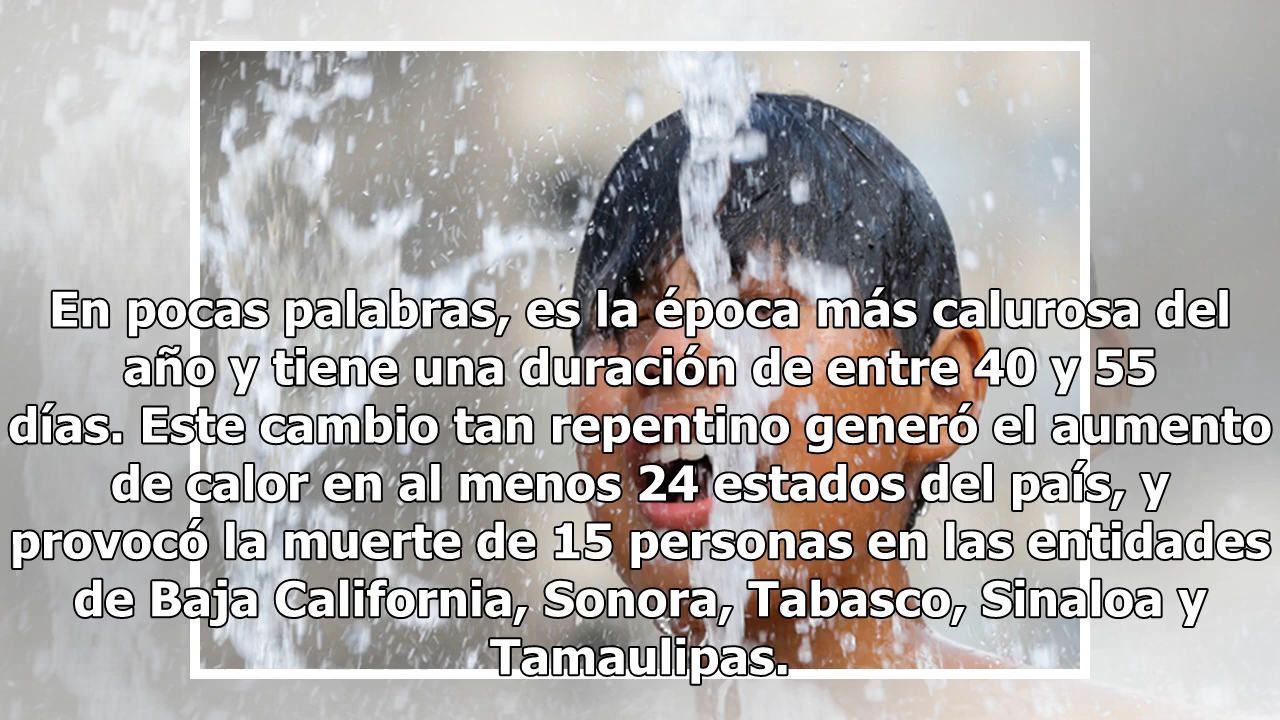 En pocas palabras, es la época más calurosa del
año y tiene una duración de entre 40 y 55
días. Este cambio tan repentino generó el aumento
de calor en al menos 24 estados del país, y
provocó la muerte de 15 personas en las entidades
de Baja California, Sonora, Tabasco, Sinaloa y
Tamaulipas.